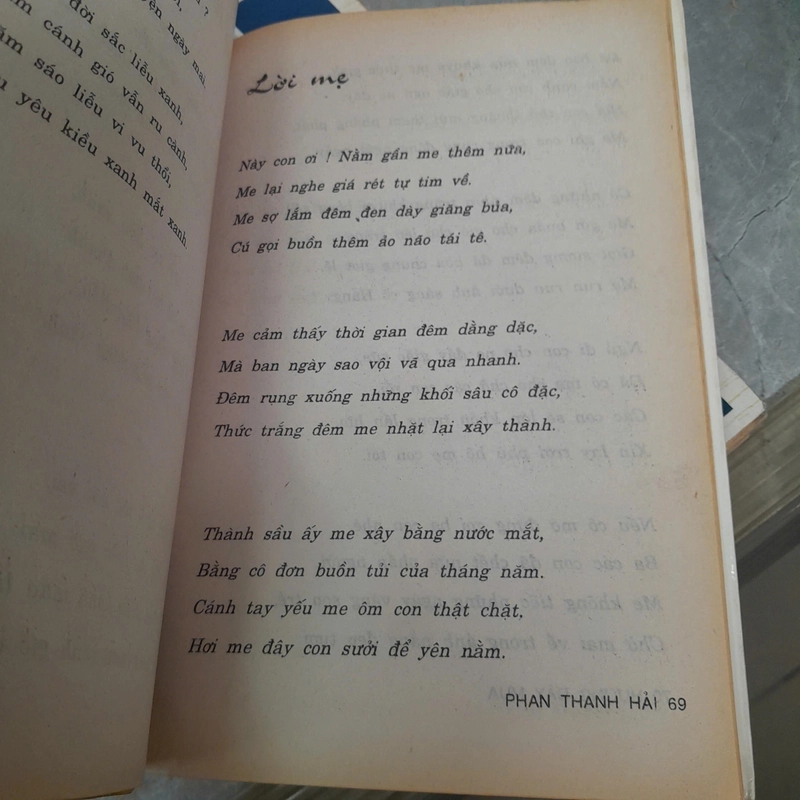 ?
ngày mai.
đời sắc liễu xanh,
cánh gió vẫn ru cành,
sáo liễu vi vu thổi,
yêu kiều xanh mắt xanh.
Lời mẹ
Này con ơi ! Nằm gần me thêm nữa,
Me lại nghe giá rét tự tim về.
Me sợ lắm đêm đen dày giăng bủa,
Cú gọi buồn thêm ảo não tái tê.
Me cảm thấy thời gian đêm dằng dặc,
Mà ban ngày sao vội vã qua nhanh.
Đêm rụng xuống những khối sầu cô đặc,
Thức trắng đêm me nhặt lại xây thành.
Thành sầu ấy me xây bằng nước mắt,
Bằng cô đơn buồn tủi của tháng năm.
Cánh tay yếu me ôm con thật chặt,
Hơi me đây con sưởi để yên nằm.
PHAN THANH HẢI 69